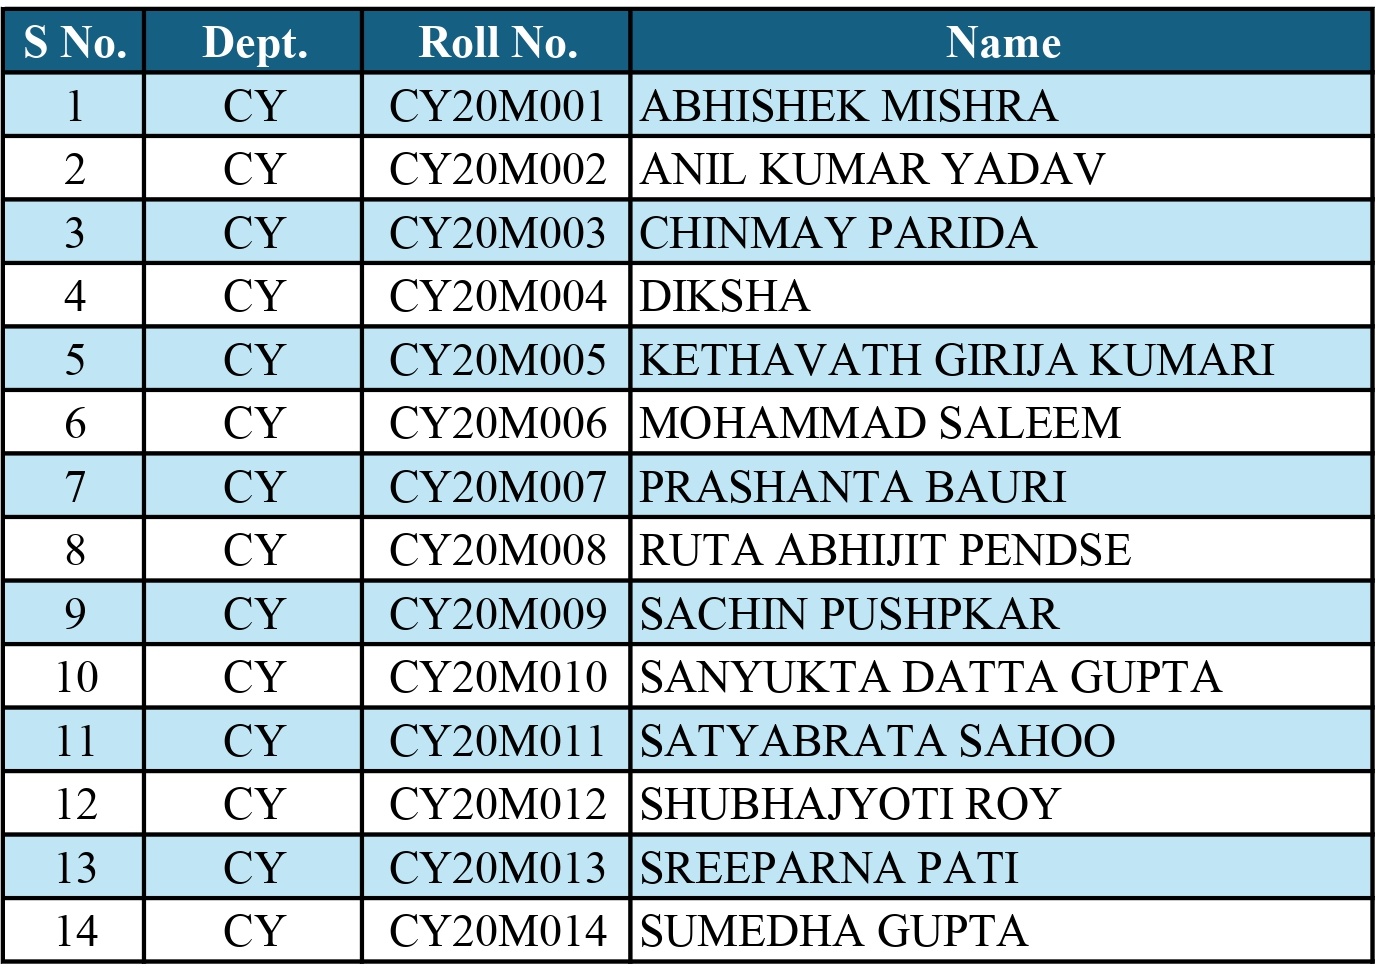 S No. Dept. Roll No. Name
1 CY CY20M001 ABHISHEK MISHRA
2 CY CY20M002 ANIL KUMAR YADAV
3 CY CY20M003 CHINMAY PARIDA
4 CY CY20M004 DIKSHA
5 CY CY20M005 KETHAVATH GIRIJA KUMARI
6 CY CY20M006 MOHAMMAD SALEEM
7 CY CY20M007 PRASHANTA BAURI
8 CY CY20M008 RUTA ABHIJIT PENDSE
9 CY CY20M009 SACHIN PUSHPKAR
10 CY CY20M010 SANYUKTA DATTA GUPTA
11 CY CY20M011 SATYABRATA SAHOO
12 CY CY20M012 SHUBHAJYOTI ROY
13 CY CY20M013 SREEPARNA PATI
14 CY CY20M014 SUMEDHA GUPTA